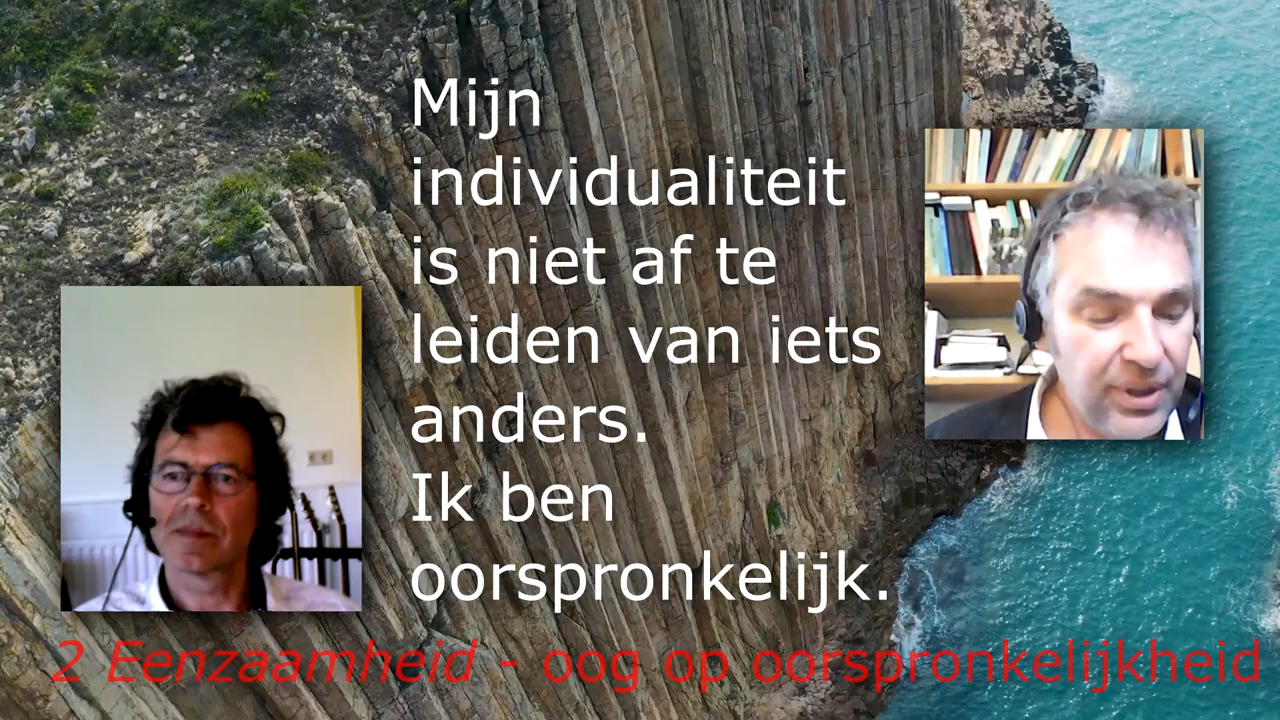 Mijn
individualiteit
is niet af te
leiden van iets
anders.
Ik ben
oorspronkelijk.
2 Eenzaamheid - oog op oorspronkelijkheid